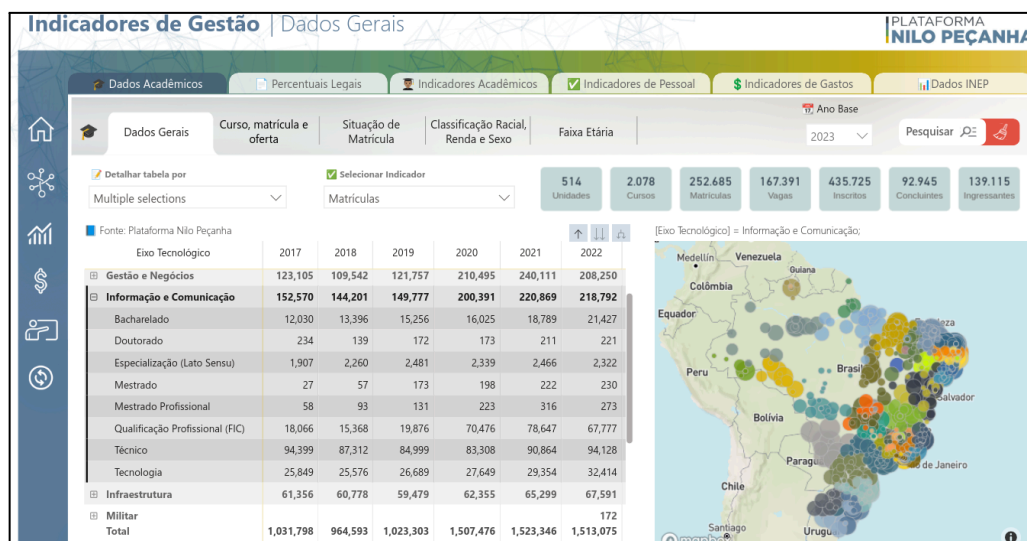 Indicadores de Gestão | Dados Gerais
PLATAFORMA
NILO PEÇANHA
Dados Acadêmicos Percentuais Legais Indicadores Acadêmicos Indicadores de Pessoal Indicadores de Gastos Dados INEP
Ano Base
Dados Gerais
Curso, matrícula e
oferta
Situação de
Matrícula
Classificação Racial,
Renda e Sexo
Faixa Etária
2023
Pesquisar
Detalhar tabela por
Multiple selections
Selecionar Indicador
Matrículas
514
Unidades
2.078
Cursos
252.685
Matrículas
167.391
Vagas
435.725
Inscritos
92.945
Concluintes
139.115
Ingressantes
Fonte: Plataforma Nilo Peçanha
[Eixo Tecnológico] = Informação e Comunicação;
Eixo Tecnológico 2017 2018 2019 2020 2021 2022
Gestão e Negócios 123,105 109,542 121,757 210,495 240,111 208,250
Informação e Comunicação 152,570 144,201 149,777 200,391 220,869 218,792
Bacharelado 12,030 13,396 15,256 16,025 18,789 21,427
Doutorado 234 139 172 173 211 221
Especialização (Lato Sensu) 1,907 2,260 2,481 2,339 2,466 2,322
Mestrado 27 57 173 198 222 230
Mestrado Profissional 58 93 131 223 316 273
Qualificação Profissional (FIC) 18,066 15,368 19,876 70,476 78,647 67,777
Técnico 94,399 87,312 84,999 83,308 90,864 94,128
Tecnologia 25,849 25,576 26,689 27,649 29,354 32,414
Infraestrutura 61,356 60,778 59,479 62,355 65,299 67,591
Militar 172
Total 1,031,798 964,593 1,023,303 1,507,476 1,523,346 1,513,075
Medellín
Venezuela
Guiana
Colômbia
Equador
Peru
Brasil
Salvador
Bolívia
de Janeiro
Chile
Santiago
mapbox